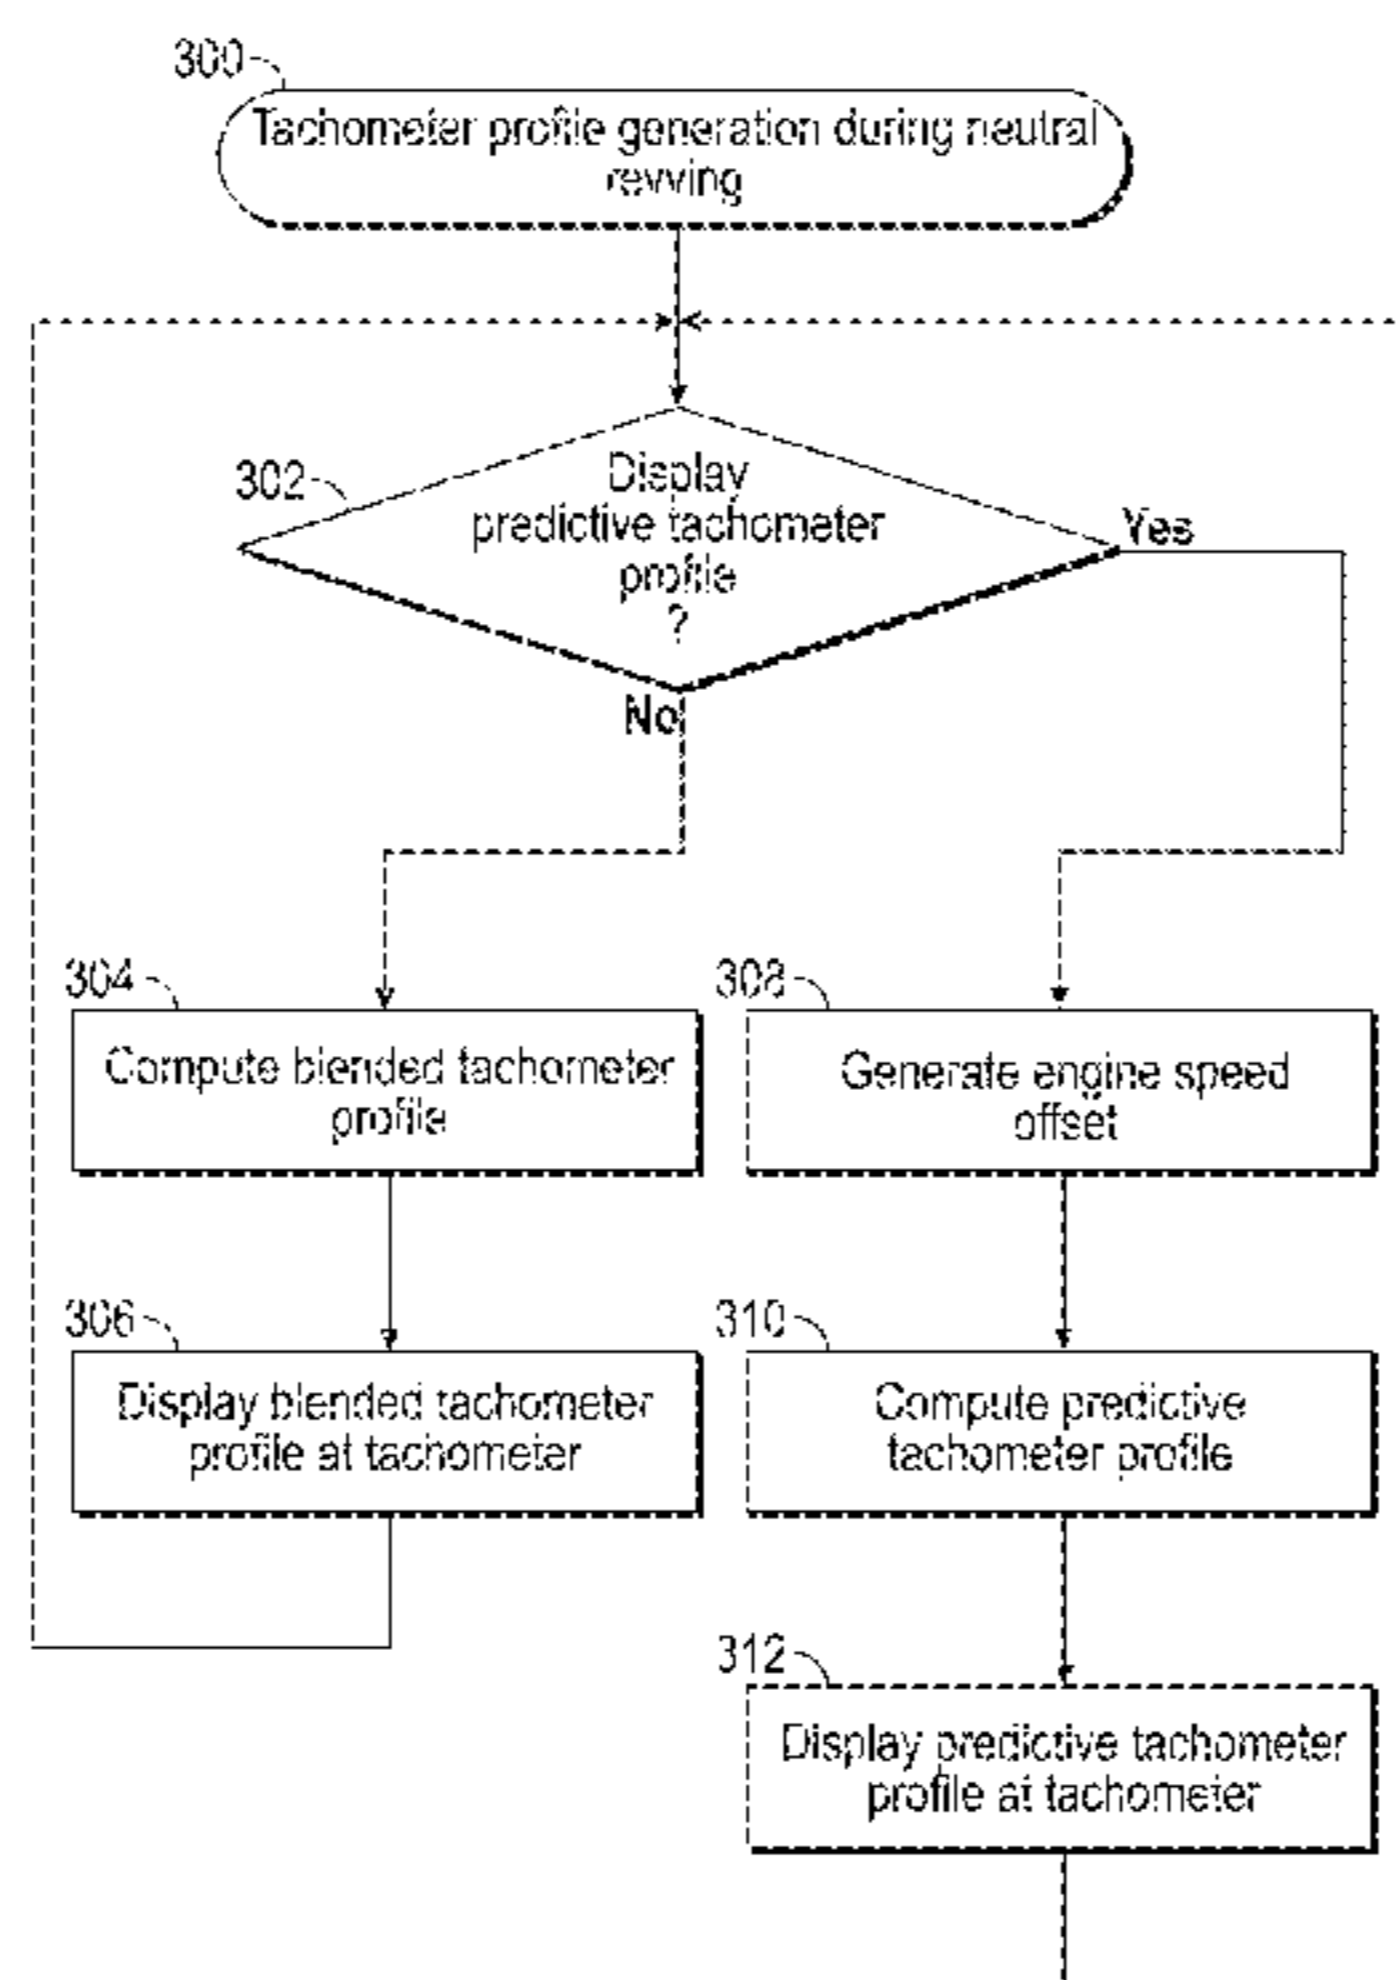 300
Tachometer profile generation during neutral
revving
302
Display
predictive tachometer
profile
?
Yes
No
304
Compute blended tachometer
profile
308
Generate engine speed
offset
306
Display blended tachometer
profile at tachometer
310
Compute predictive
tachometer profile
312
Display predictive tachometer
profile at tachometer